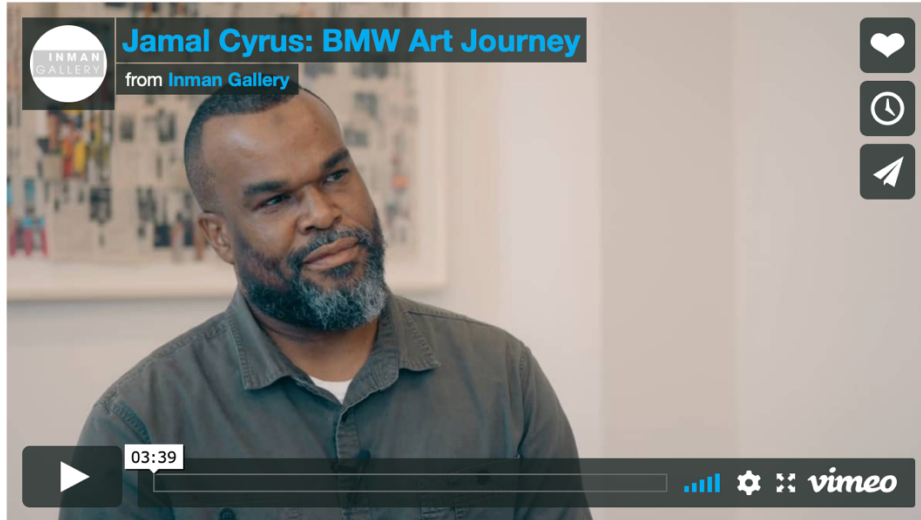 INMAN
GALLERY
Jamal Cyrus: BMW Art Journey
from Inman Gallery
03:39
vimeo